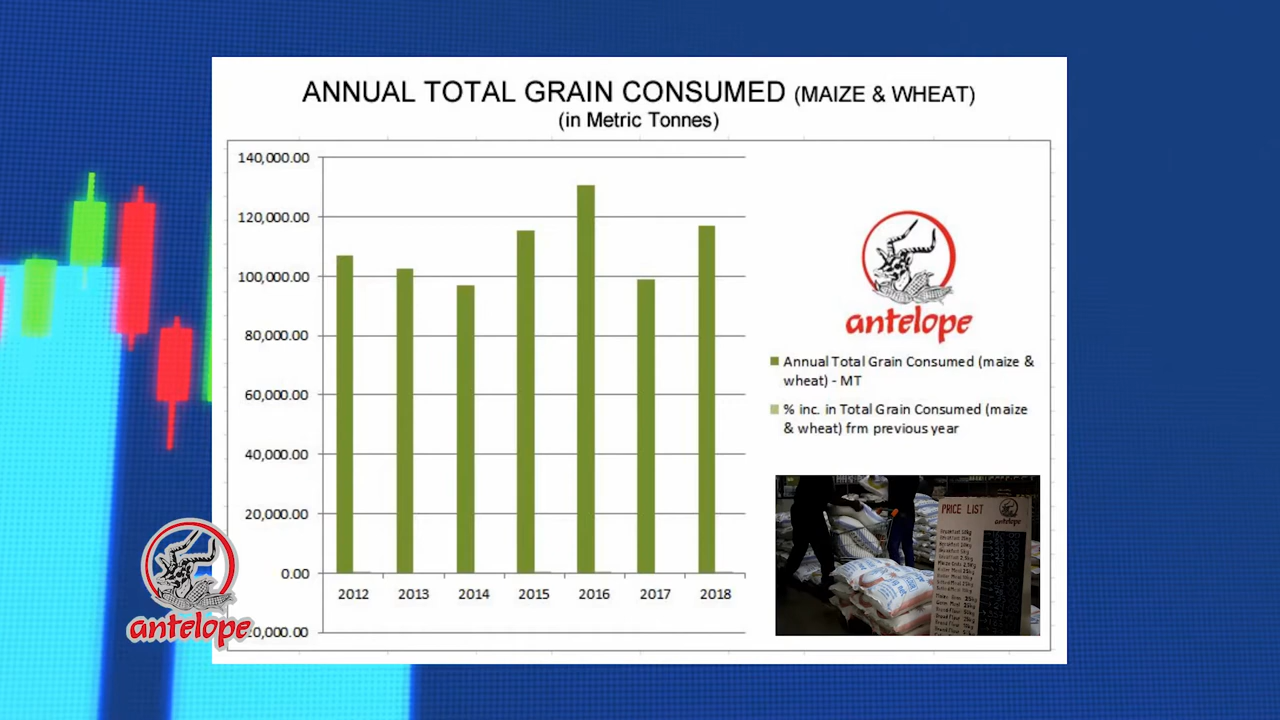 ANNUAL TOTAL GRAIN CONSUMED (MAIZE & WHEAT)
(in Metric Tonnes)
140,000.00
120,000.00
100,000.00
80,000.00
60,000.00
40,000.00
20,000.00
0.00
2012 2013 2014 2015 2016 2017 2018
antelope
Annual Total Grain Consumed (maize &
wheat) - MT
% inc. in Total Grain Consumed (maize
& wheat) frm previous year
PRICE LIST
antelope
antelope